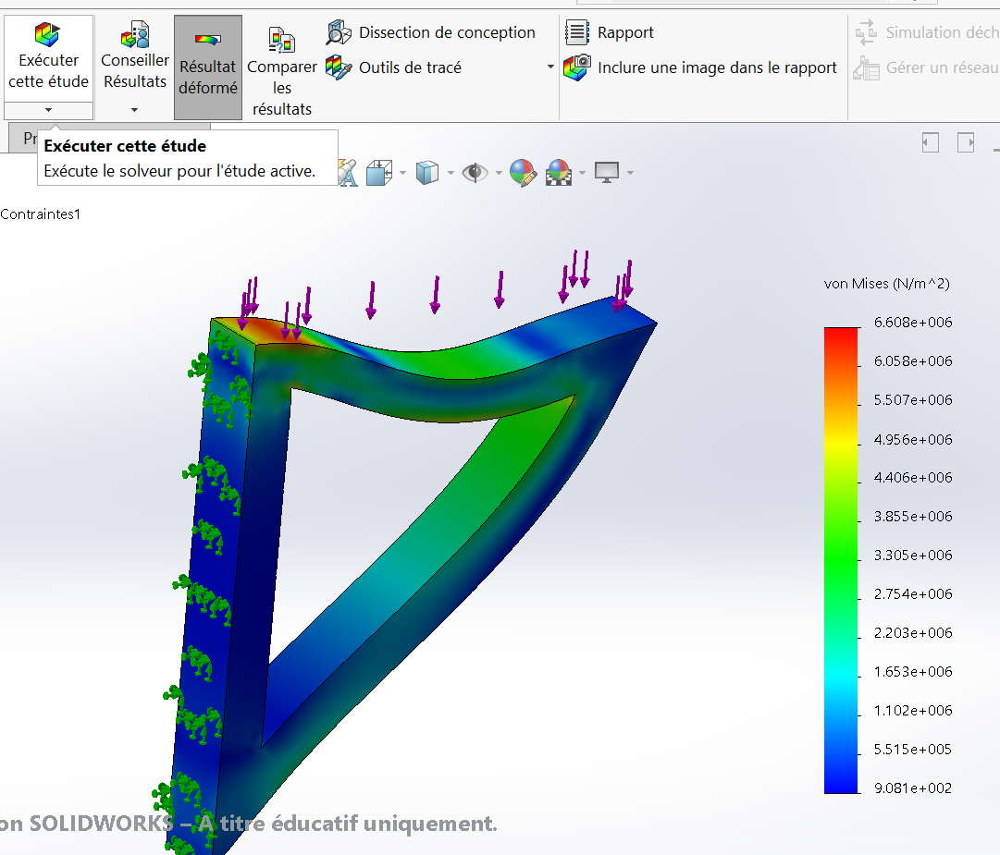 Exécuter
cette étude
Conseiller
Résultats
Résultat
déformé
Comparer
les
résultats
Dissection de conception
Outils de tracé
Rapport
Inclure une image dans le rapport
Simulation déch
Gérer un réseau
Pr
Exécuter cette étude
Exécute le solveur pour l'étude active.
Contraintes1
von Mises (N/m^2)
6.608e+006
6.058e+006
5.507e+006
4.956e+006
4.406e+006
3.855e+006
3.305e+006
2.754e+006
2.203e+006
1.653e+006
1.102e+006
5.515e+005
9.081e+002
on SOLIDWORKS – A titre éducatif uniquement.